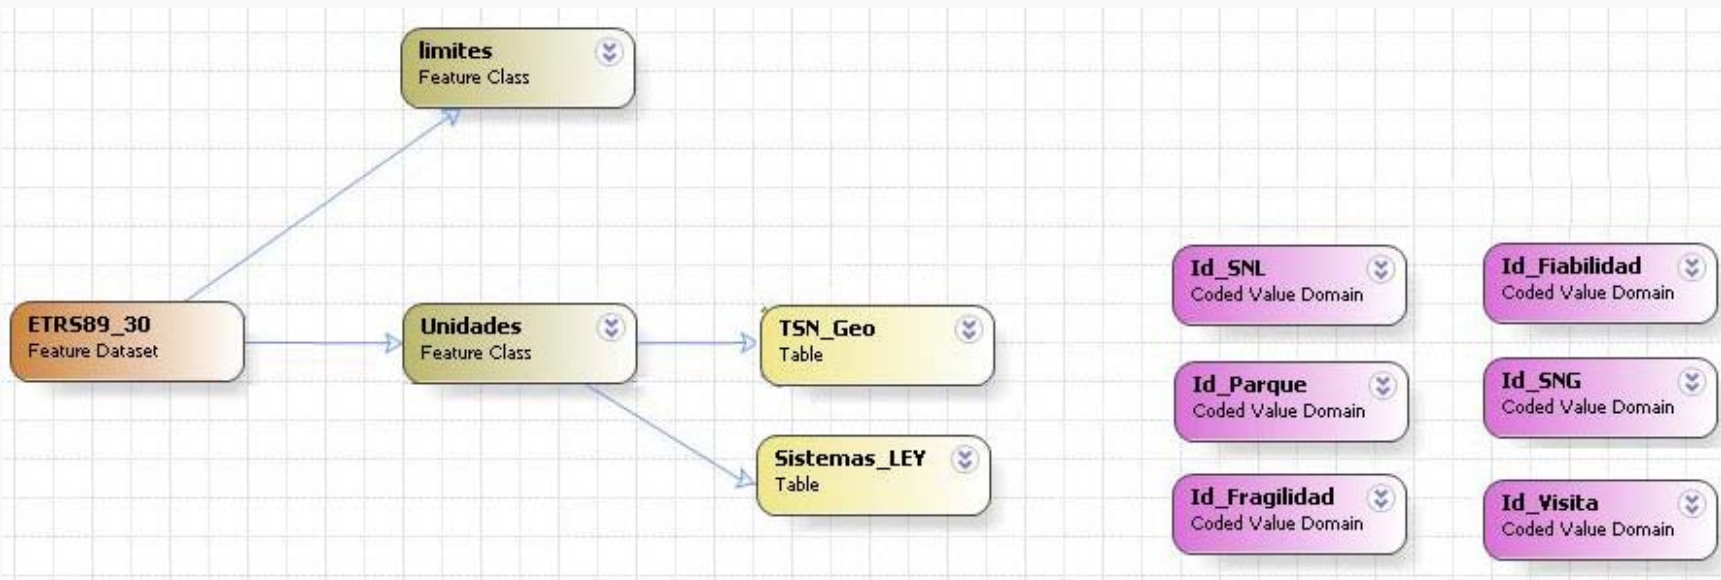 limites
Feature Class
ETRS89_30
Feature Dataset
Unidades
Feature Class
TSN_Geo
Table
Sistemas_LEY
Table
Id_SNL
Coded Value Domain
Id_Fiabilidad
Coded Value Domain
Id_Parque
Coded Value Domain
Id_SNG
Coded Value Domain
Id_Fragilidad
Coded Value Domain
Id_Visita
Coded Value Domain